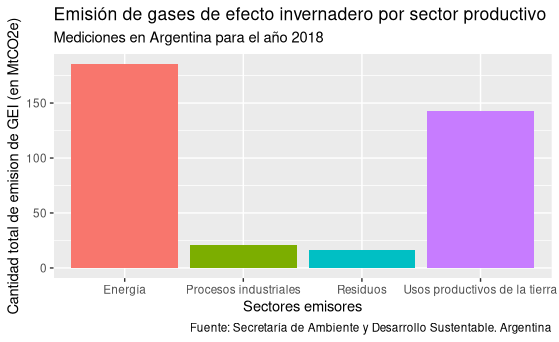 Emisión de gases de efecto invernadero por sector productivo
Mediciones en Argentina para el año 2018
Cantidad total de emision de GEI (en MtCO2e)
150
100
50
0
Energía
Procesos industriales
Residuos
Usos productivos de la tierra
Sectores emisores
Fuente: Secretaria de Ambiente y Desarrollo Sustentable. Argentina